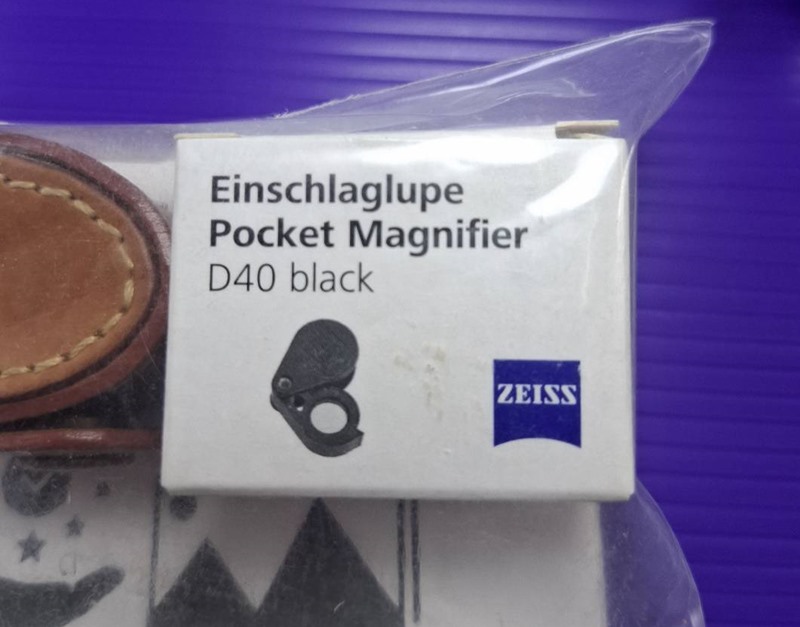 Einschlaglupe
Pocket Magnifier
D40 black
ZEISS